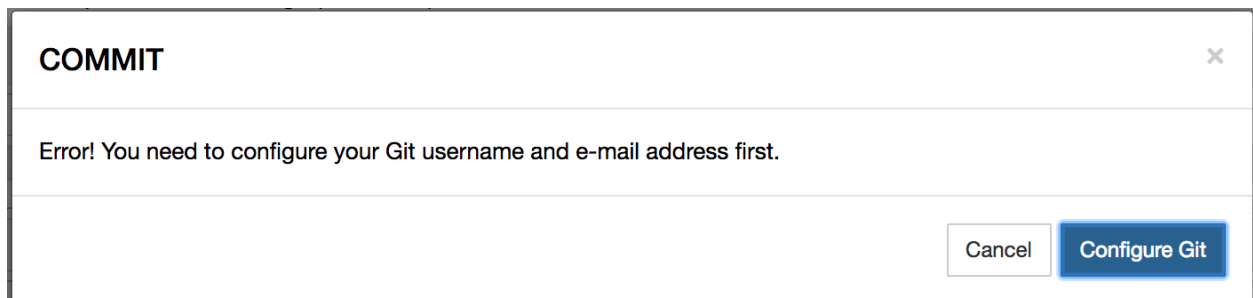 COMMIT
×
Error! You need to configure your Git username and e-mail address first.
Cancel
Configure Git